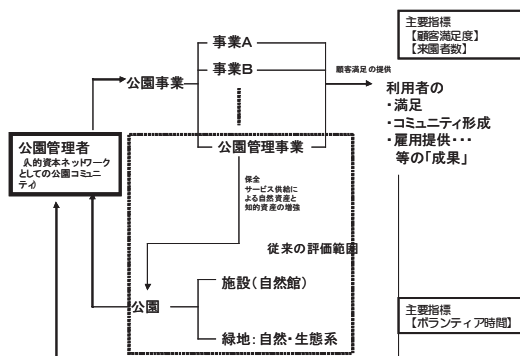 主要指標
【顧客満足度】
【来園者数】
事業A
事業B
顧客満足の提供
公園事業
利用者の
・満足
・コミュニティ形成
・雇用提供・・・
等の「成果」
公園管理者
(人的資本ネットワーク
としての公園コミュニ
ティ)
公園管理事業
保全
サービス供給に
よる自然資産と
知的資産の増強
従来の評価範囲
施設（自然館）
公園
緑地：自然・生態系
主要指標
【ボランティア時間】